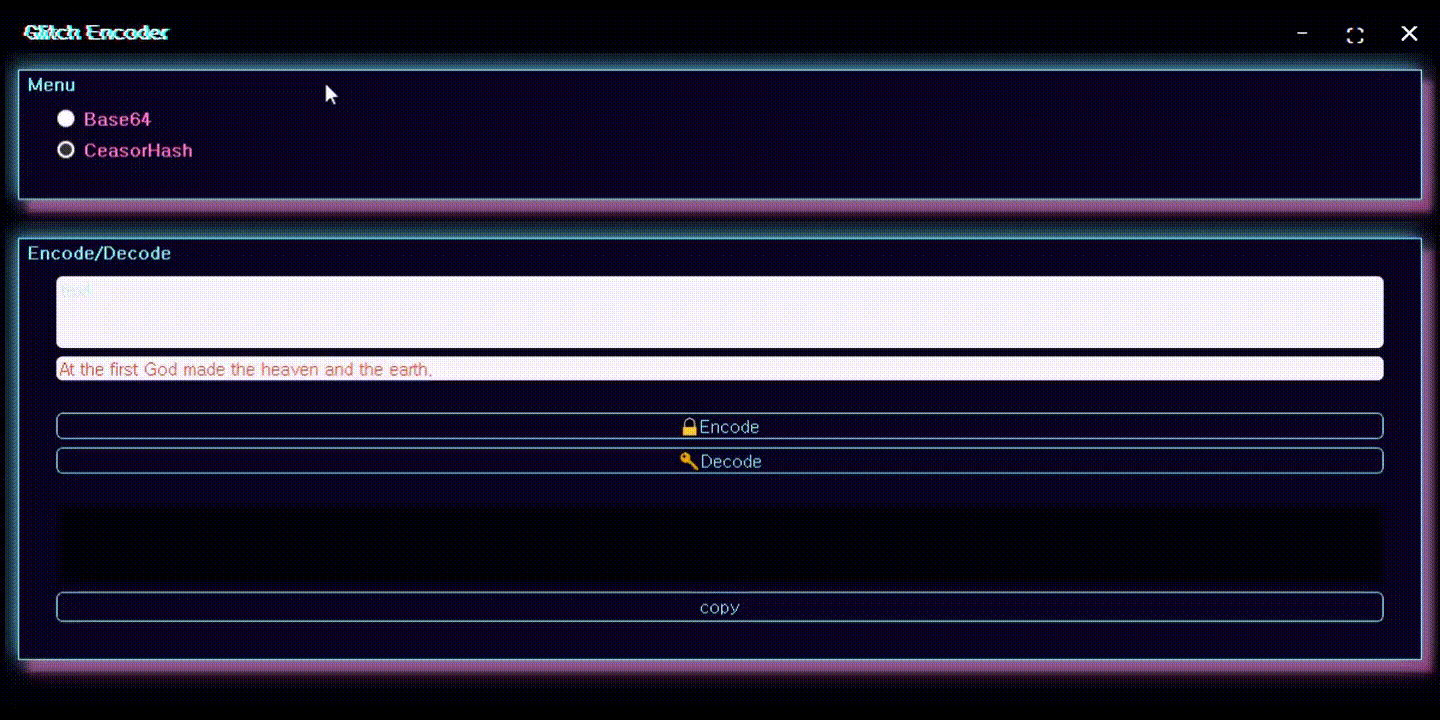 Glitch Encoder
Menu
Base64
CeasorHash
Encode/Decode
text
At the first God made the heaven and the earth.
🔒Encode
🔑Decode
copy